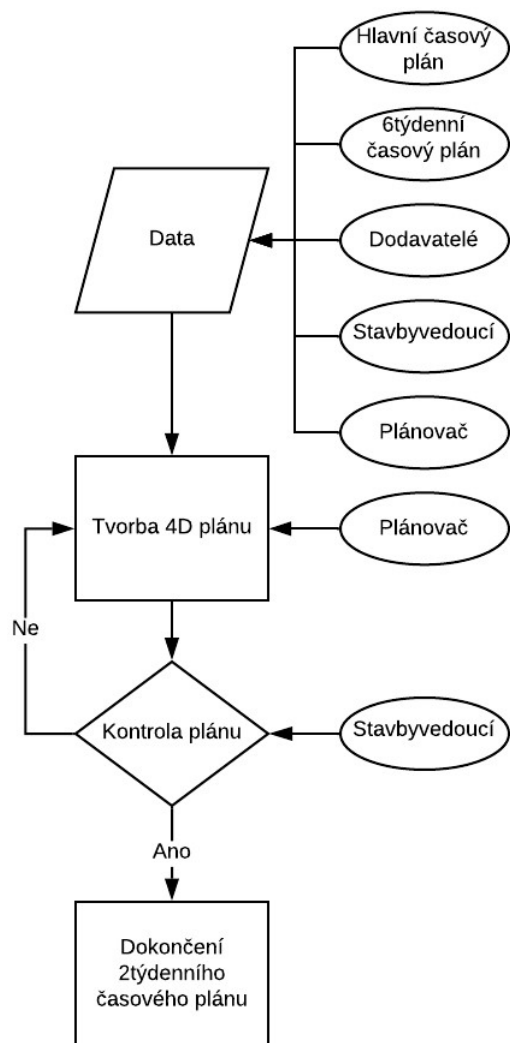 Hlavní časový
plán
6týdenní
časový plán
Data
Dodavatelé
Stavbyvedoucí
Plánovač
Tvorba 4D plánu
Plánovač
Ne
Kontrola plánu
Stavbyvedoucí
Ano
Dokončení
2týdenního
časového plánu